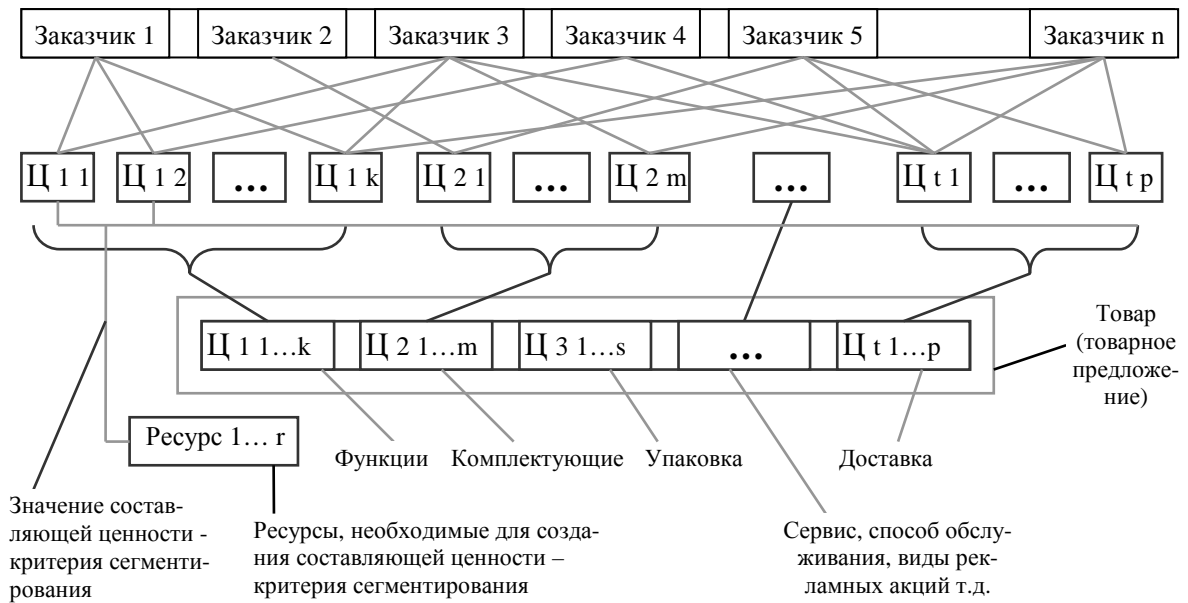 Заказчик 1 Заказчик 2 Заказчик 3 Заказчик 4 Заказчик 5 Заказчик n
Ц 1 1 Ц 1 2 ... Ц 1 k Ц 2 1 ... Ц 2 m ... Ц t 1 ... Ц t p
Ц 1 1…k Ц 2 1…m Ц 3 1…s ... Ц t 1…p
Товар
(товарное
предложе-
ние)
Ресурс 1… r
Функции Комплектующие Упаковка Доставка
Значение состав-
ляющей ценности -
критерия сегменти-
рования
Ресурсы, необходимые для созда-
ния составляющей ценности –
критерия сегментирования
Сервис, способ обслу-
живания, виды рек-
ламных акций т.д.